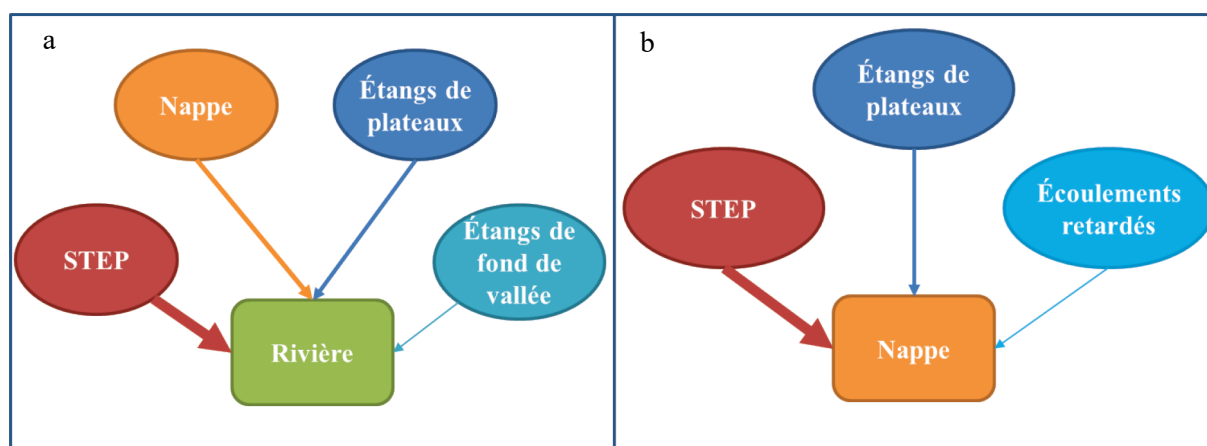 a
Nappe
Étangs de
plateaux
STEP
Étangs de
fond de
vallée
Rivière
b
Étangs de
plateaux
STEP
Écoulements
retardés
Nappe